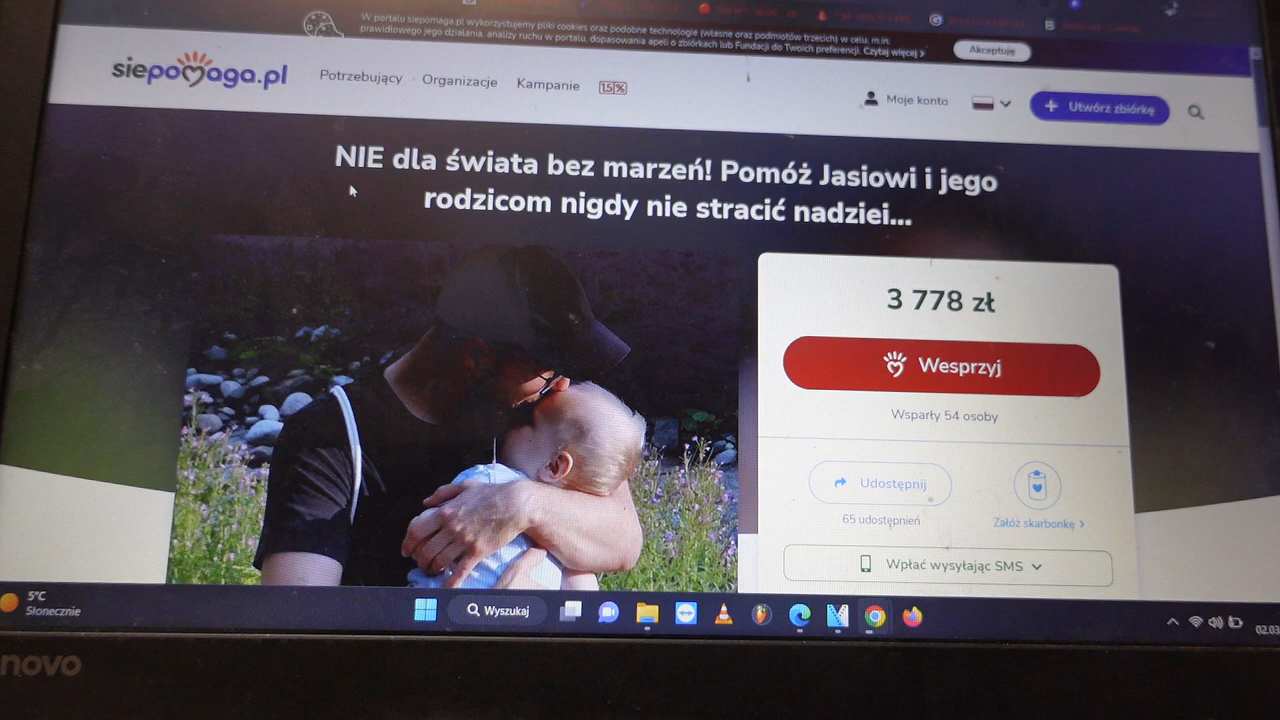 W portalu siepomaga.pl wykorzystujemy pliki cookies oraz podobne technologie (własne oraz podmiotów trzecich) w celu, m.in.
prawidłowego jego działania, analizy ruchu w portalu, dopasowania apeli o zbiórkach lub Fundacji do Twoich preferencji. Czytaj więcej
Akceptuję
siepomaga.pl
Potrzebujący
Organizacje
Kampanie
1,5%
Moje konto
Utwórz zbiórkę
NIE dla świata bez marzeń! Pomóż Jasiowi i jego
rodzicom nigdy nie stracić nadziei...
3 778 zł
Wesprzyj
Wsparły 54 osoby
Udostępnij
65 udostępnień
Załóż skarbonkę
Wpłać wysyłając SMS
5°C
Słonecznie
Wyszukaj
02.03
novo